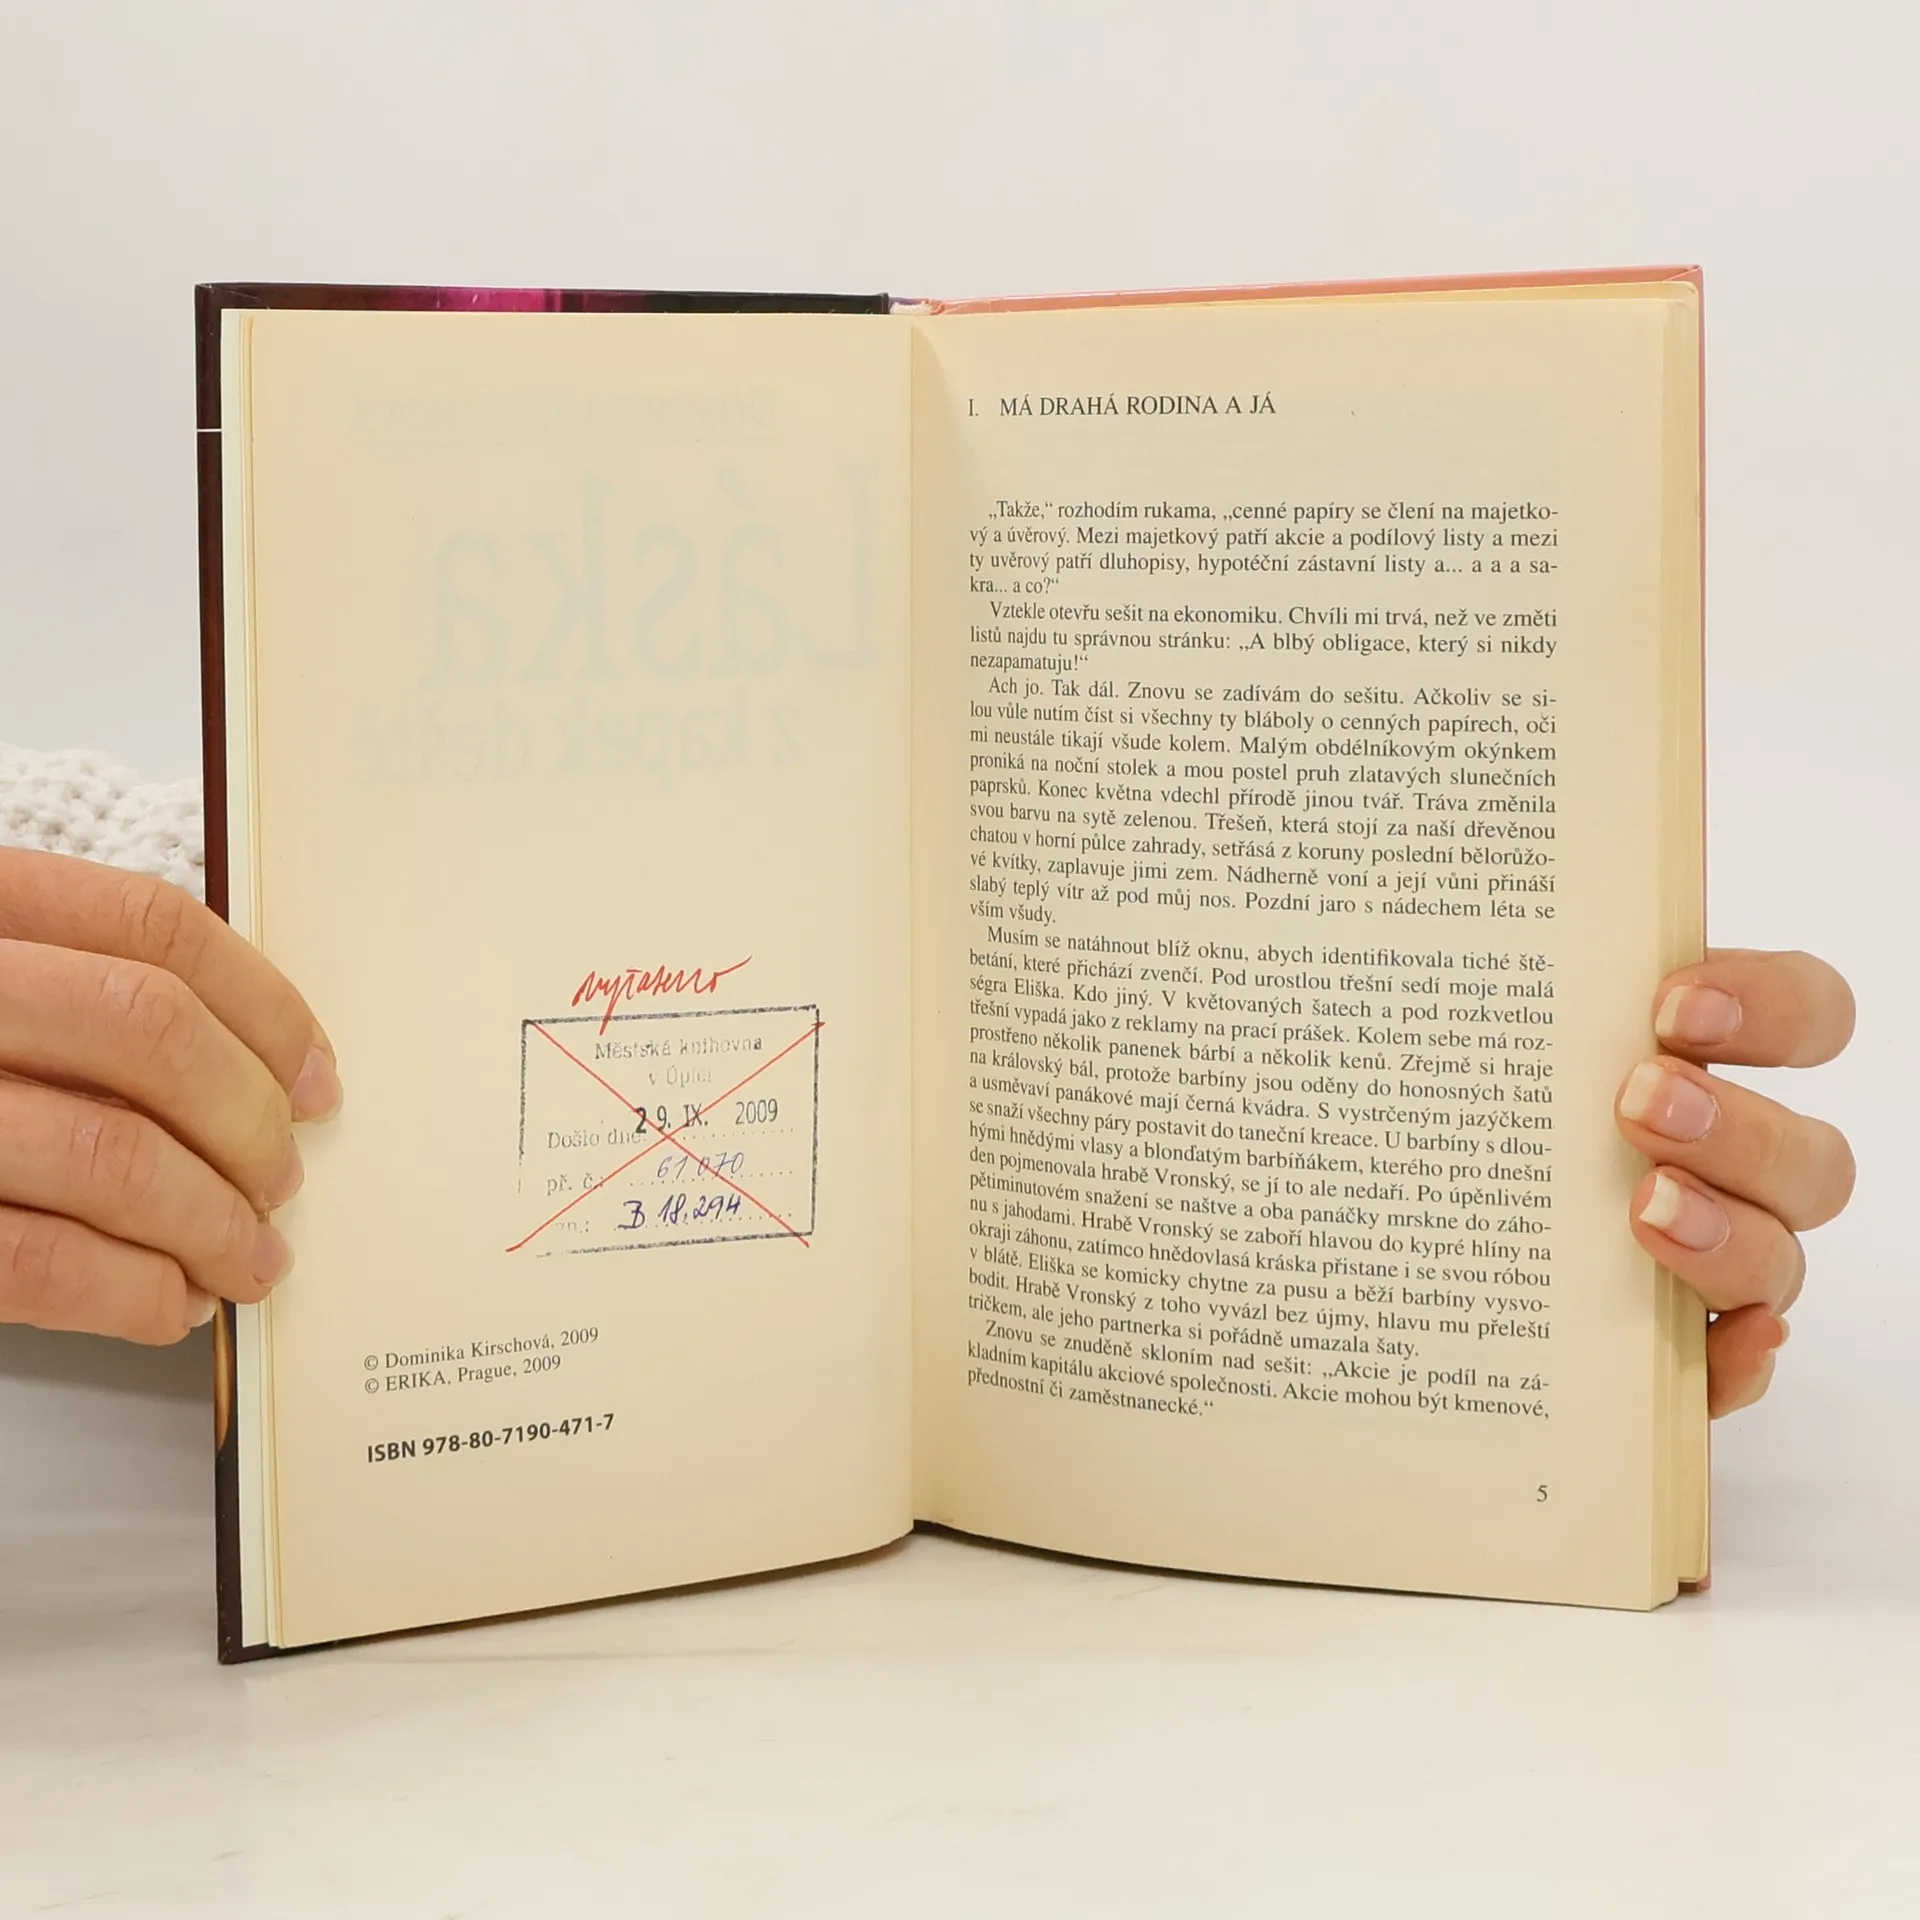 vyřazeno
Městská knihovna
v Úpici
Došlo dne: 29. IX. 2009
př. č.: 61 070
B 18.294
© Dominika Kirschová, 2009
© ERIKA, Prague, 2009
ISBN 978-80-7190-471-7
I. MÁ DRAHÁ RODINA A JÁ
„Takže,“ rozhodím rukama, „cenné papíry se člení na majetko-
vý a úvěrový. Mezi majetkový patří akcie a podílový listy a mezi
ty uvěrový patří dluhopisy, hypotéční zástavní listy a... a a a sa-
kra... a co?“
Vztekle otevřu sešit na ekonomiku. Chvíli mi trvá, než ve změti
listů najdu tu správnou stránku: „A blbý obligace, který si nikdy
nezapamatuju!“
Ach jo. Tak dál. Znovu se zadívám do sešitu. Ačkoliv se si-
lou vůle nutím číst si všechny ty bláboly o cenných papírech, oči
mi neustále tikají všude kolem. Malým obdélníkovým okýnkem
proniká na noční stolek a mou postel pruh zlatavých slunečních
paprsků. Konec května vdechl přírodě jinou tvář. Tráva změnila
svou barvu na sytě zelenou. Třešeň, která stojí za naší dřevěnou
chatou v horní půlce zahrady, setřásá z koruny poslední bělorůžo-
vé kvítky, zaplavuje jimi zem. Nádherně voní a její vůni přináší
slabý teplý vítr až pod můj nos. Pozdní jaro s nádechem léta se
vším všudy.
Musím se natáhnout blíž oknu, abych identifikovala tiché ště-
betání, které přichází zvenčí. Pod urostlou třešní sedí moje malá
ségra Eliška. Kdo jiný. V květovaných šatech a pod rozkvetlou
třešní vypadá jako z reklamy na prací prášek. Kolem sebe má roz-
prostřeno několik panenek bárbí a několik kenů. Zřejmě si hraje
na královský bál, protože barbíny jsou oděny do honosných šatů
a usměvaví panákové mají černá kvádra. S vystrčeným jazýčkem
se snaží všechny páry postavit do taneční kreace. U barbíny s dlou-
hými hnědými vlasy a blonďatým barbíňákem, kterého pro dnešní
den pojmenovala hrabě Vronský, se jí to ale nedaří. Po úpěnlivém
pětiminutovém snažení se naštve a oba panáčky mrskne do záho-
nu s jahodami. Hrabě Vronský se zaboří hlavou do kypré hlíny na
okraji záhonu, zatímco hnědovlasá kráska přistane i se svou róbou
v blátě. Eliška se komicky chytne za pusu a běží barbíny vysvo-
bodit. Hrabě Vronský z toho vyvázl bez újmy, hlavu mu přeleští
tričkem, ale jeho partnerka si pořádně umazala šaty.
Znovu se znuděně skloním nad sešit: „Akcie je podíl na zá-
kladním kapitálu akciové společnosti. Akcie mohou být kmenové,
přednostní či zaměstnanecké.“
5